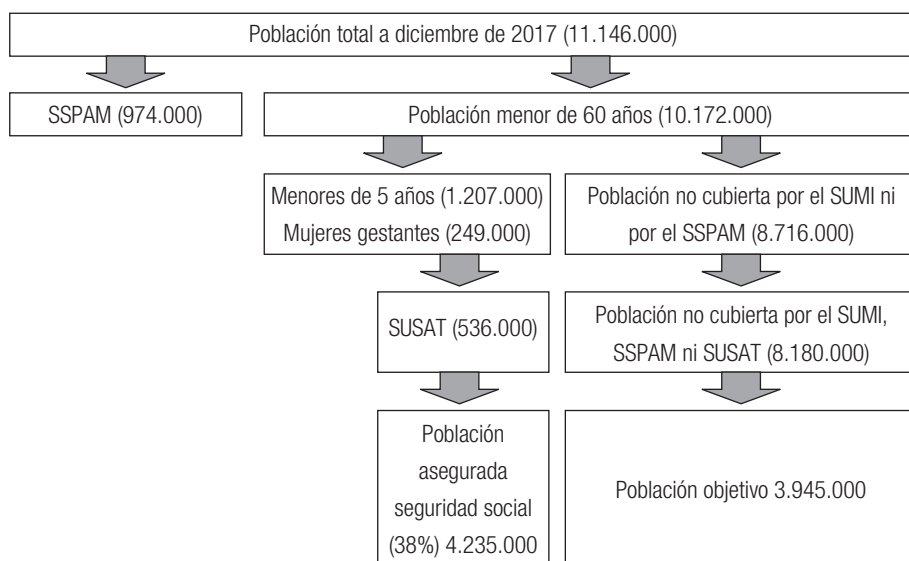 Población total a diciembre de 2017 (11.146.000)
SSPAM (974.000)
Población menor de 60 años (10.172.000)
Menores de 5 años (1.207.000)
Mujeres gestantes (249.000)
Población no cubierta por el SUMI ni
por el SSPAM (8.716.000)
SUSAT (536.000)
Población no cubierta por el SUMI,
SSPAM ni SUSAT (8.180.000)
Población
asegurada
seguridad social
(38%) 4.235.000
Población objetivo 3.945.000